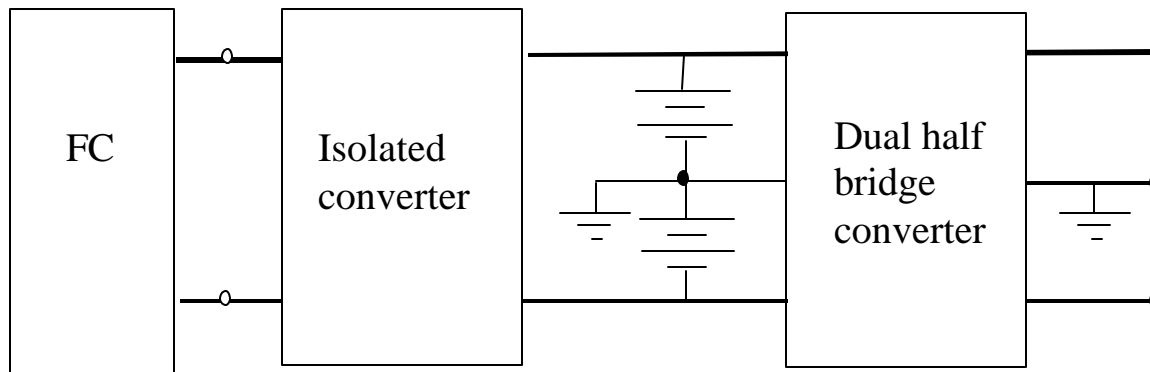 FC
Isolated
converter
Dual half
bridge
converter